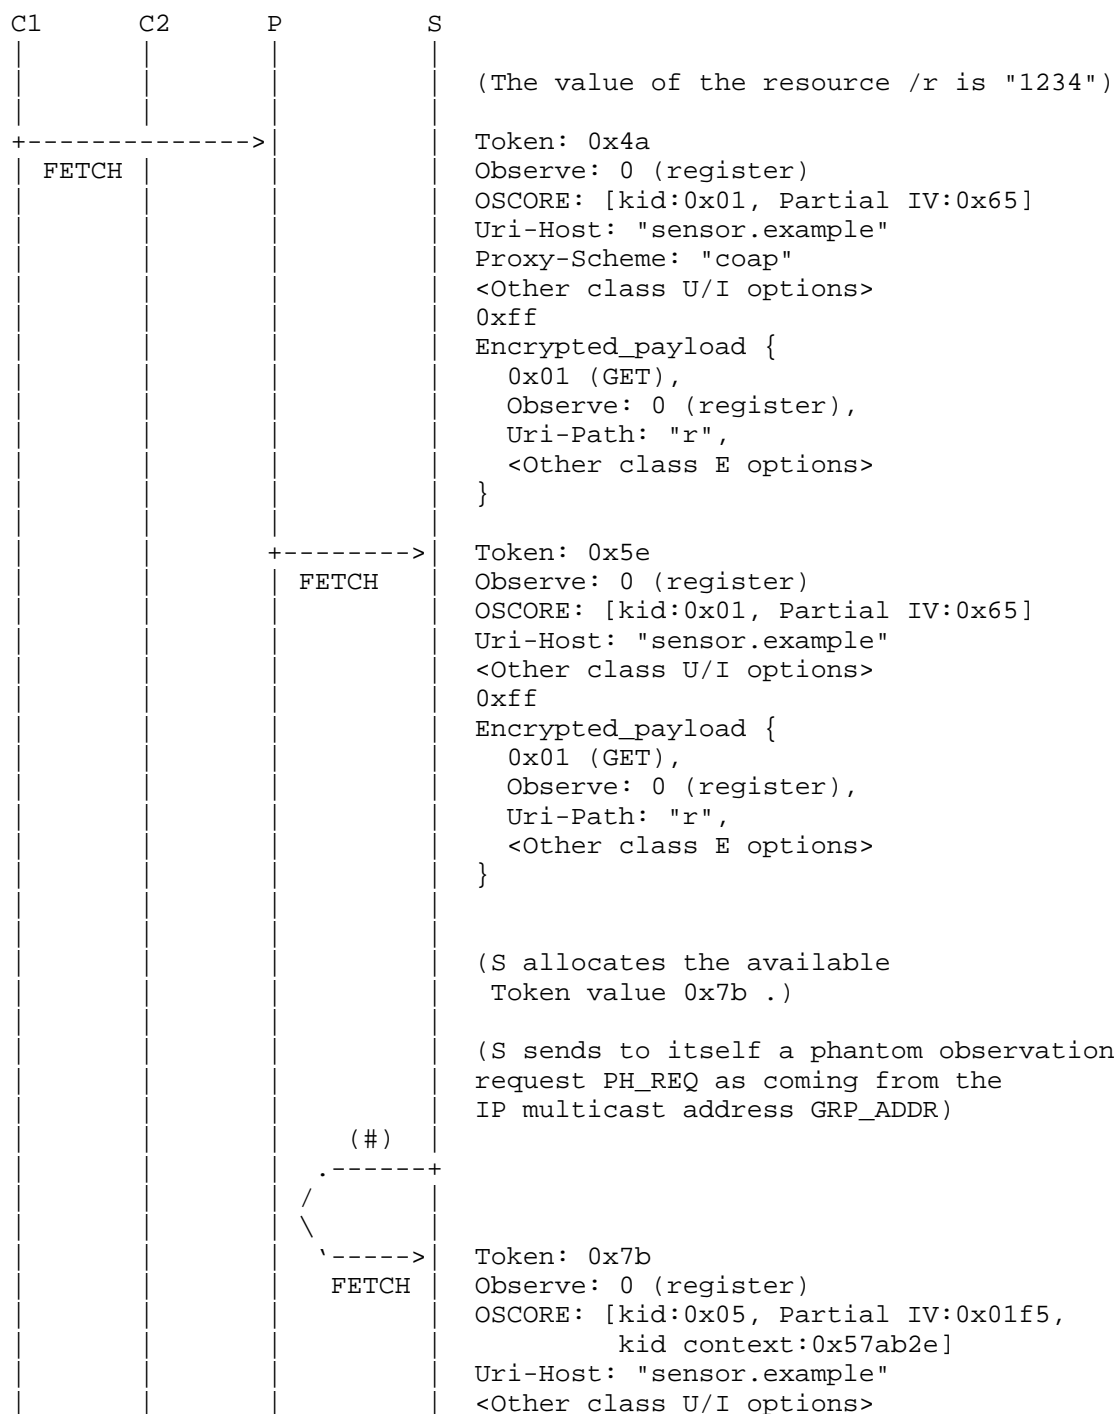 C1 C2 P S
(The value of the resource /r is "1234")
Token: 0x4a
FETCH Observe: 0 (register)
OSCORE: [kid:0x01, Partial IV:0x65]
Uri-Host: "sensor.example"
Proxy-Scheme: "coap"
<Other class U/I options>
0xff
Encrypted_payload {
0x01 (GET),
Observe: 0 (register),
Uri-Path: "r",
<Other class E options>
}
Token: 0x5e
FETCH Observe: 0 (register)
OSCORE: [kid:0x01, Partial IV:0x65]
Uri-Host: "sensor.example"
<Other class U/I options>
0xff
Encrypted_payload {
0x01 (GET),
Observe: 0 (register),
Uri-Path: "r",
<Other class E options>
}
(S allocates the available
Token value 0x7b .)
(S sends to itself a phantom observation
request PH_REQ as coming from the
IP multicast address GRP_ADDR)
(#)
Token: 0x7b
FETCH Observe: 0 (register)
OSCORE: [kid:0x05, Partial IV:0x01f5,
kid context:0x57ab2e]
Uri-Host: "sensor.example"
<Other class U/I options>